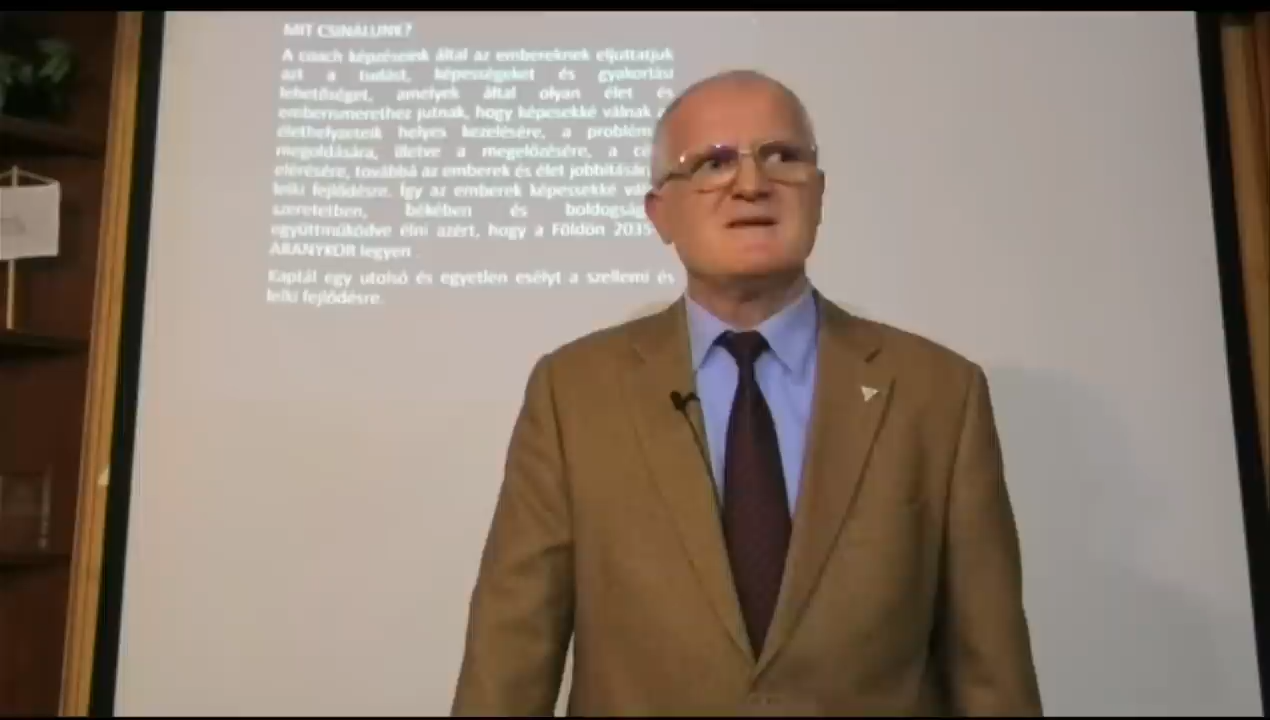 MIT CSINÁLUNK?
A coach képzéseink által az embereknek eljuttatjuk
azt a tudást, képességeket és gyakorlási
lehetőséget, amelyek által olyan élet és
emberismerethez jutnak, hogy képesekké válnak
élethelyzeteik helyes kezelésére, a problém
megoldására, illetve a megelőzésére, a
elérésére, továbbá az emberek és élet jobbításán
lelki fejlődésre. Így az emberek képessekké vál
szeretetben, békében és boldogság
együttműködve élni azért, hogy a Földön 2035-
ARANYKOR legyen.
Kaptál egy utolsó és egyetlen esélyt a szellemi és
lelki fejlődésre.